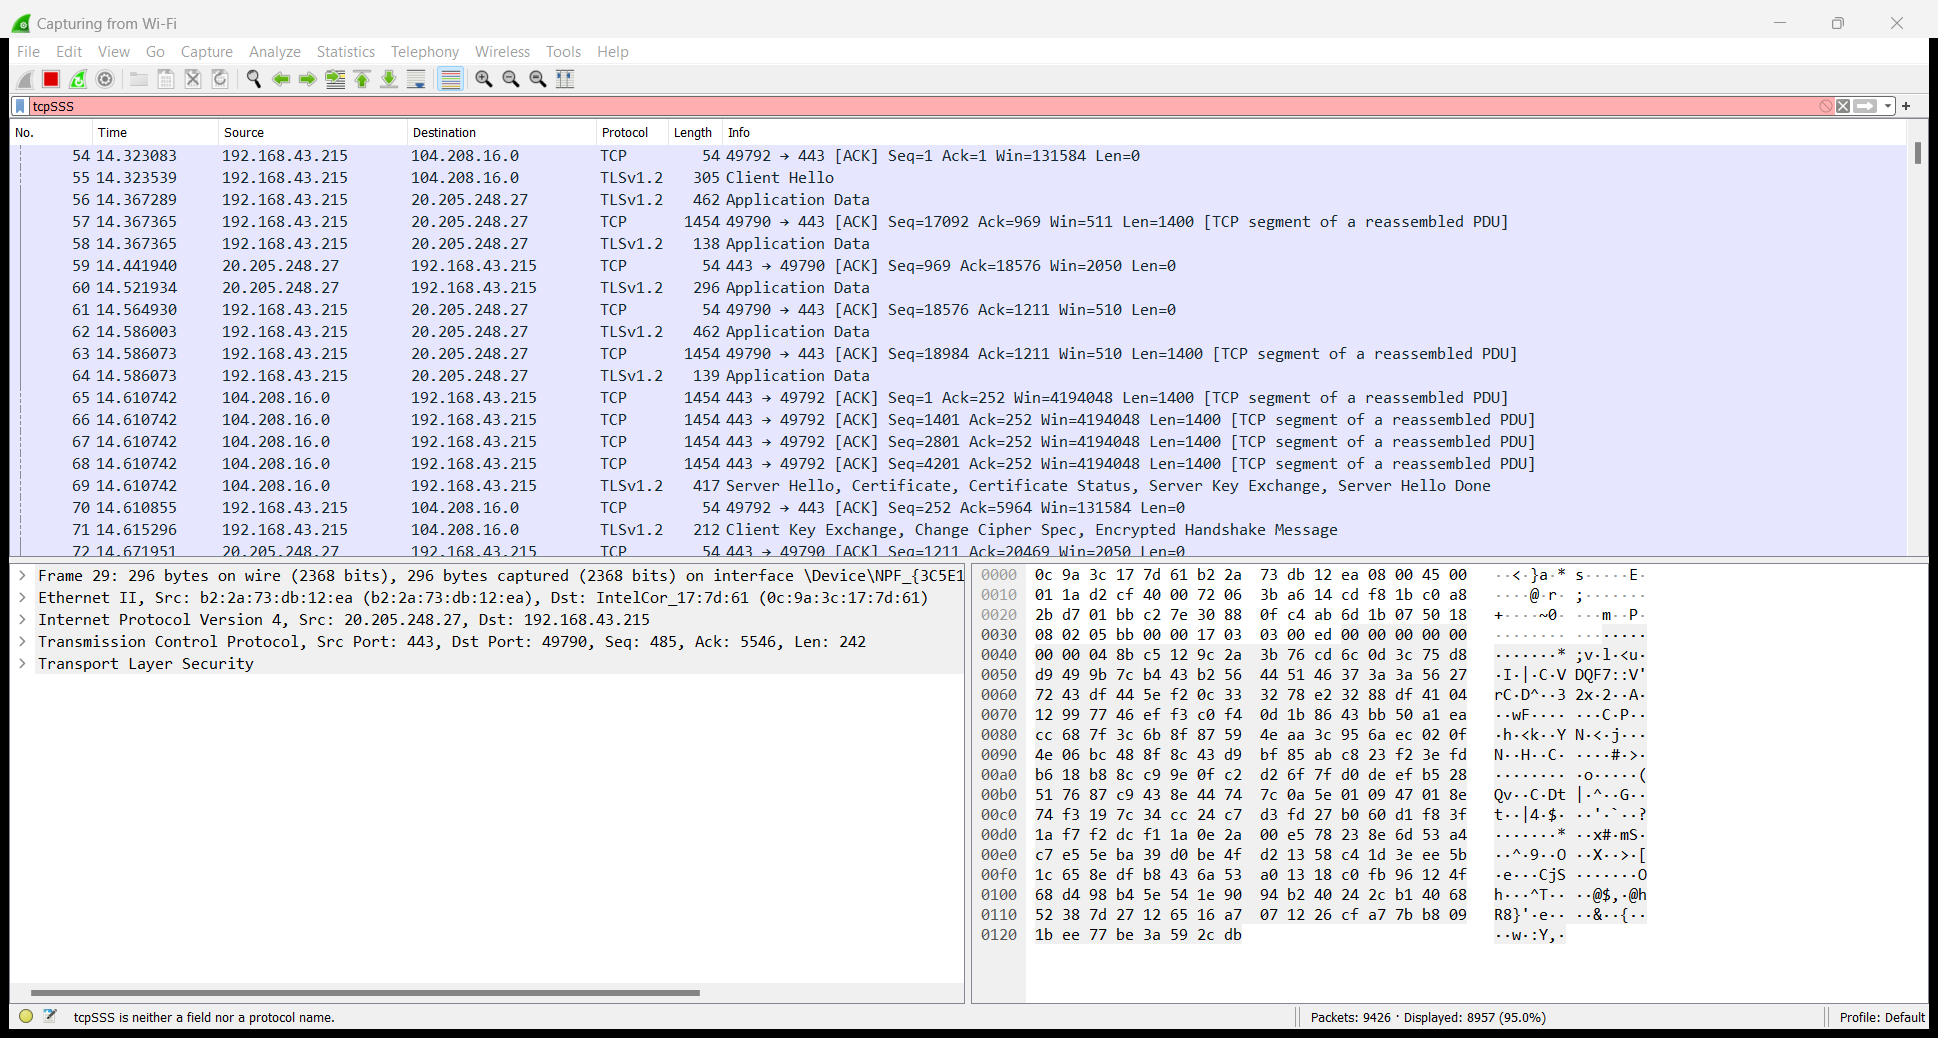 Capturing from Wi-Fi
File Edit View Go Capture Analyze Statistics Telephony Wireless Tools Help
tcpSSS
No. Time Source Destination Protocol Length Info
54 14.323083 192.168.43.215 104.208.16.0 TCP 54 49792 → 443 [ACK] Seq=1 Ack=1 Win=131584 Len=0
55 14.323539 192.168.43.215 104.208.16.0 TLSv1.2 305 Client Hello
56 14.367289 192.168.43.215 20.205.248.27 TLSv1.2 462 Application Data
57 14.367365 192.168.43.215 20.205.248.27 TCP 1454 49790 → 443 [ACK] Seq=17092 Ack=969 Win=511 Len=1400 [TCP segment of a reassembled PDU]
58 14.367365 192.168.43.215 20.205.248.27 TLSv1.2 138 Application Data
59 14.441940 20.205.248.27 192.168.43.215 TCP 54 443 → 49790 [ACK] Seq=969 Ack=18576 Win=2050 Len=0
60 14.521934 20.205.248.27 192.168.43.215 TLSv1.2 296 Application Data
61 14.564930 192.168.43.215 20.205.248.27 TCP 54 49790 → 443 [ACK] Seq=18576 Ack=1211 Win=510 Len=0
62 14.586003 192.168.43.215 20.205.248.27 TLSv1.2 462 Application Data
63 14.586073 192.168.43.215 20.205.248.27 TCP 1454 49790 → 443 [ACK] Seq=18984 Ack=1211 Win=510 Len=1400 [TCP segment of a reassembled PDU]
64 14.586073 192.168.43.215 20.205.248.27 TLSv1.2 139 Application Data
65 14.610742 104.208.16.0 192.168.43.215 TCP 1454 443 → 49792 [ACK] Seq=1 Ack=252 Win=4194048 Len=1400 [TCP segment of a reassembled PDU]
66 14.610742 104.208.16.0 192.168.43.215 TCP 1454 443 → 49792 [ACK] Seq=1401 Ack=252 Win=4194048 Len=1400 [TCP segment of a reassembled PDU]
67 14.610742 104.208.16.0 192.168.43.215 TCP 1454 443 → 49792 [ACK] Seq=2801 Ack=252 Win=4194048 Len=1400 [TCP segment of a reassembled PDU]
68 14.610742 104.208.16.0 192.168.43.215 TCP 1454 443 → 49792 [ACK] Seq=4201 Ack=252 Win=4194048 Len=1400 [TCP segment of a reassembled PDU]
69 14.610742 104.208.16.0 192.168.43.215 TLSv1.2 417 Server Hello, Certificate, Certificate Status, Server Key Exchange, Server Hello Done
70 14.610855 192.168.43.215 104.208.16.0 TCP 54 49792 → 443 [ACK] Seq=252 Ack=5964 Win=131584 Len=0
71 14.615296 192.168.43.215 104.208.16.0 TLSv1.2 212 Client Key Exchange, Change Cipher Spec, Encrypted Handshake Message
72 14.671951 20.205.248.27 192.168.43.215 TCP 54 443 → 49790 [ACK] Seq=1211 Ack=20469 Win=2050 Len=0
Frame 29: 296 bytes on wire (2368 bits), 296 bytes captured (2368 bits) on interface \Device\NPF_{3C5E1
Ethernet II, Src: b2:2a:73:db:12:ea (b2:2a:73:db:12:ea), Dst: IntelCor_17:7d:61 (0c:9a:3c:17:7d:61)
Internet Protocol Version 4, Src: 20.205.248.27, Dst: 192.168.43.215
Transmission Control Protocol, Src Port: 443, Dst Port: 49790, Seq: 485, Ack: 5546, Len: 242
Transport Layer Security
0000 0c 9a 3c 17 7d 61 b2 2a 73 db 12 ea 08 00 45 00 ··<·}a·* s·····E·
0010 01 1a d2 cf 40 00 72 06 3b a6 14 cd f8 1b c0 a8 ····@·r· ;·······
0020 2b d7 01 bb c2 7e 30 88 0f c4 ab 6d 1b 07 50 18 +····~0· ···m··P·
0030 08 02 05 bb 00 00 17 03 03 00 ed 00 00 00 00 00 ········ ········
0040 00 00 04 8b c5 12 9c 2a 3b 76 cd 6c 0d 3c 75 d8 ·······* ;v·l·<u·
0050 d9 49 9b 7c b4 43 b2 56 44 51 46 37 3a 3a 56 27 ·I·|·C·V DQF7::V'
0060 72 43 df 44 5e f2 0c 33 32 78 e2 32 88 df 41 04 rC·D^··3 2x·2··A·
0070 12 99 77 46 ef f3 c0 f4 0d 1b 86 43 bb 50 a1 ea ··wF···· ···C·P··
0080 cc 68 7f 3c 6b 8f 87 59 4e aa 3c 95 6a ec 02 0f ·h·<k··Y N·<·j···
0090 4e 06 bc 48 8f 8c 43 d9 bf 85 ab c8 23 f2 3e fd N··H··C· ····#·>·
00a0 b6 18 b8 8c c9 9e 0f c2 d2 6f 7f d0 de ef b5 28 ········ ·o·····(
00b0 51 76 87 c9 43 8e 44 74 7c 0a 5e 01 09 47 01 8e Qv··C·Dt |·^··G··
00c0 74 f3 19 7c 34 cc 24 c7 d3 fd 27 b0 60 d1 f8 3f t··|4·$· ··'·`··?
00d0 1a f7 f2 dc f1 1a 0e 2a 00 e5 78 23 8e 6d 53 a4 ·······* ··x#·mS·
00e0 c7 e5 5e ba 39 d0 be 4f d2 13 58 c4 1d 3e ee 5b ··^·9··O ··X··>·[
00f0 1c 65 8e df b8 43 6a 53 a0 13 18 c0 fb 96 12 4f ·e···CjS ·······O
0100 68 d4 98 b4 5e 54 1e 90 94 b2 40 24 2c b1 40 68 h···^T·· ··@$,·@h
0110 52 38 7d 27 12 65 16 a7 07 12 26 cf a7 7b b8 09 R8}'·e·· ··&··{··
0120 1b ee 77 be 3a 59 2c db ··w·:Y,·
tcpSSS is neither a field nor a protocol name.
Packets: 9426 · Displayed: 8957 (95.0%)
Profile: Default